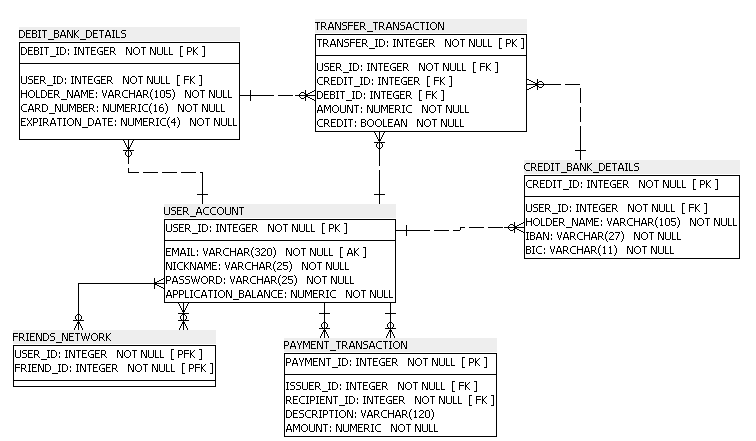 DEBIT_BANK_DETAILS
DEBIT_ID: INTEGER NOT NULL [ PK ]
USER_ID: INTEGER NOT NULL [ FK ]
HOLDER_NAME: VARCHAR(105) NOT NULL
CARD_NUMBER: NUMERIC(16) NOT NULL
EXPIRATION_DATE: NUMERIC(4) NOT NULL
TRANSFER_TRANSACTION
TRANSFER_ID: INTEGER NOT NULL [ PK ]
USER_ID: INTEGER NOT NULL [ FK ]
CREDIT_ID: INTEGER [ FK ]
DEBIT_ID: INTEGER [ FK ]
AMOUNT: NUMERIC NOT NULL
CREDIT: BOOLEAN NOT NULL
CREDIT_BANK_DETAILS
CREDIT_ID: INTEGER NOT NULL [ PK ]
USER_ID: INTEGER NOT NULL [ FK ]
HOLDER_NAME: VARCHAR(105) NOT NULL
IBAN: VARCHAR(27) NOT NULL
BIC: VARCHAR(11) NOT NULL
USER_ACCOUNT
USER_ID: INTEGER NOT NULL [ PK ]
EMAIL: VARCHAR(320) NOT NULL [ AK ]
NICKNAME: VARCHAR(25) NOT NULL
PASSWORD: VARCHAR(25) NOT NULL
APPLICATION_BALANCE: NUMERIC NOT NULL
FRIENDS_NETWORK
USER_ID: INTEGER NOT NULL [ PFK ]
FRIEND_ID: INTEGER NOT NULL [ PFK ]
PAYMENT_TRANSACTION
PAYMENT_ID: INTEGER NOT NULL [ PK ]
ISSUER_ID: INTEGER NOT NULL [ FK ]
RECIPIENT_ID: INTEGER NOT NULL [ FK ]
DESCRIPTION: VARCHAR(120)
AMOUNT: NUMERIC NOT NULL